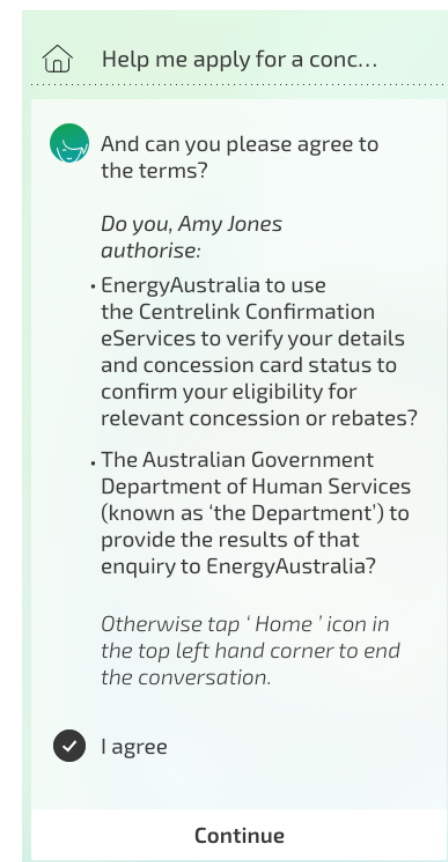 Help me apply for a conc...
And can you please agree to
the terms?
Do you, Amy Jones
authorise:
• EnergyAustralia to use
the Centrelink Confirmation
eServices to verify your details
and concession card status to
confirm your eligibility for
relevant concession or rebates?
• The Australian Government
Department of Human Services
(known as ‘the Department’) to
provide the results of that
enquiry to EnergyAustralia?
Otherwise tap ‘ Home ’ icon in
the top left hand corner to end
the conversation.
I agree
Continue